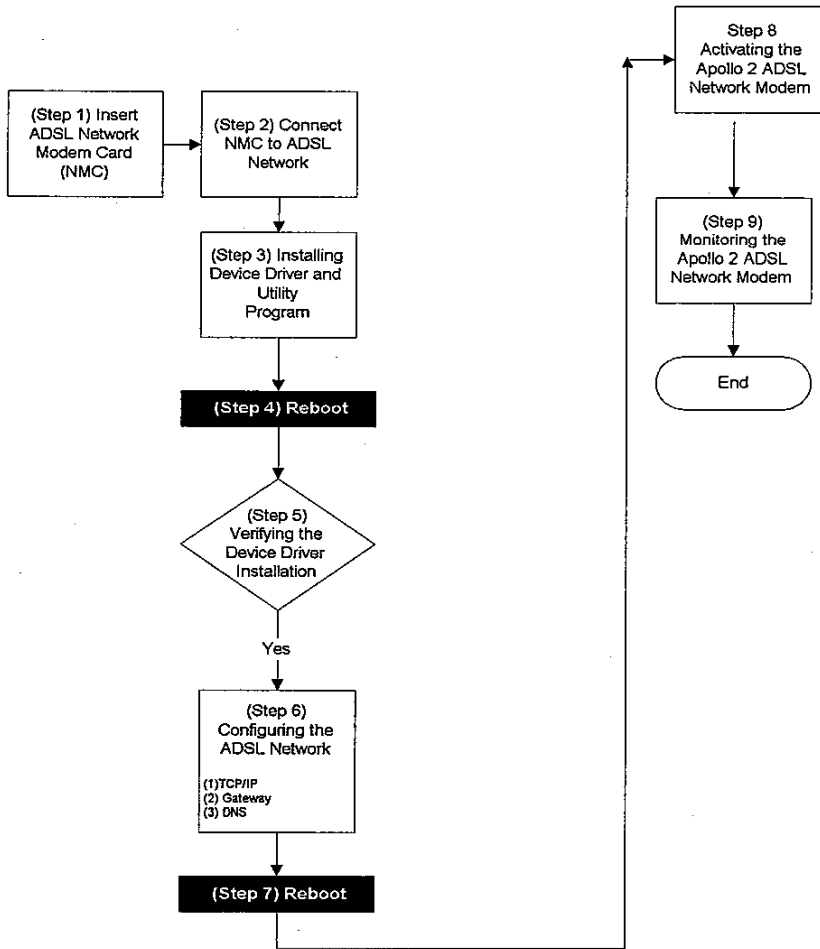 (Step 1) Insert
ADSL Network
Modem Card
(NMC)
(Step 2) Connect
NMC to ADSL
Network
(Step 3) Installing
Device Driver and
Utility
Program
(Step 4) Reboot
(Step 5)
Verifying the
Device Driver
Installation
Yes
(Step 6)
Configuring the
ADSL Network
(1)TCP/IP
(2) Gateway
(3) DNS
(Step 7) Reboot
Step 8
Activating the
Apollo 2 ADSL
Network Modem
(Step 9)
Monitoring the
Apollo 2 ADSL
Network Modem
End